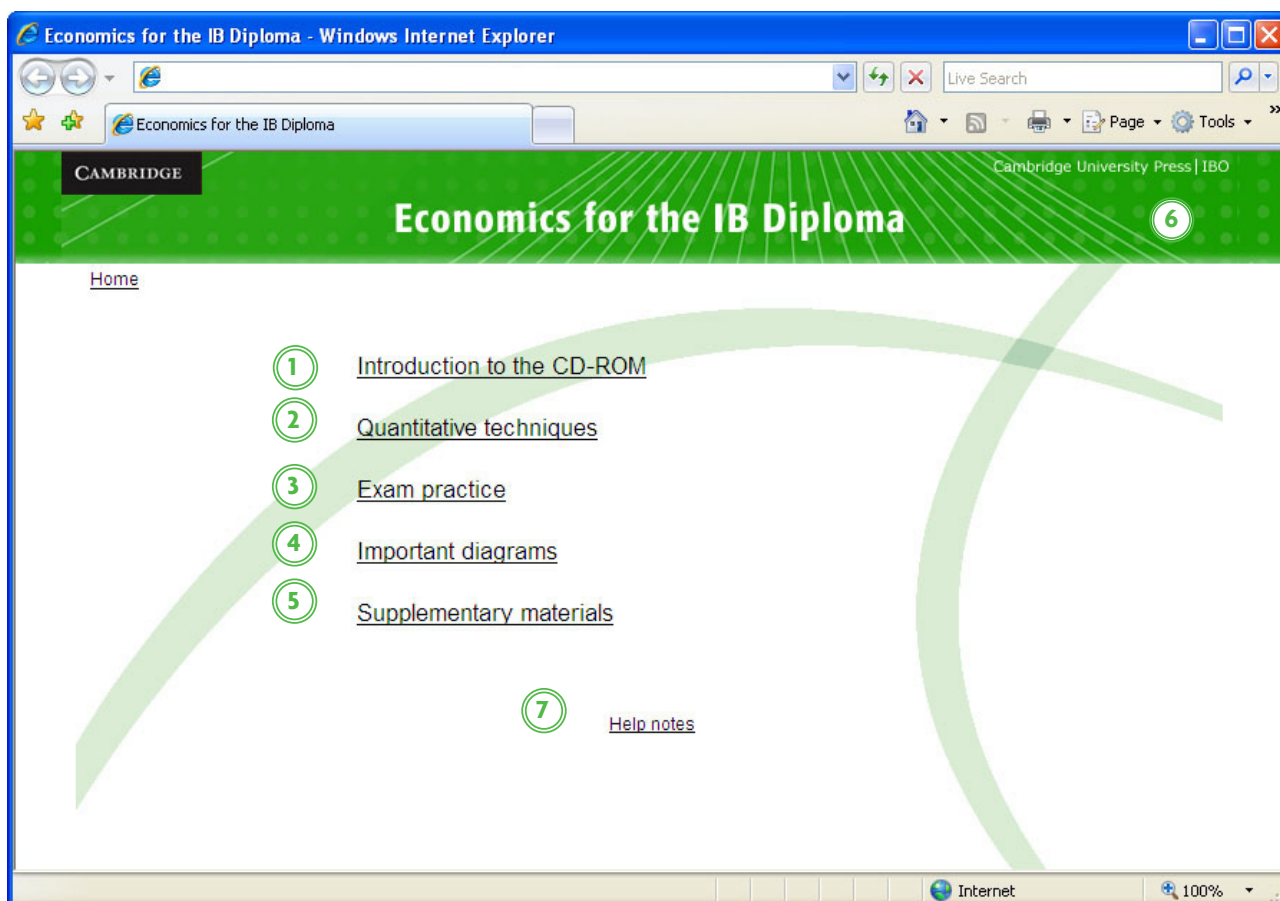 Economics for the IB Diploma - Windows Internet Explorer
Live Search
Economics for the IB Diploma
Page
Tools
»
CAMBRIDGE
Cambridge University Press | IBO
Economics for the IB Diploma
6
Home
1 Introduction to the CD-ROM
2 Quantitative techniques
3 Exam practice
4 Important diagrams
5 Supplementary materials
7 Help notes
Internet
100%